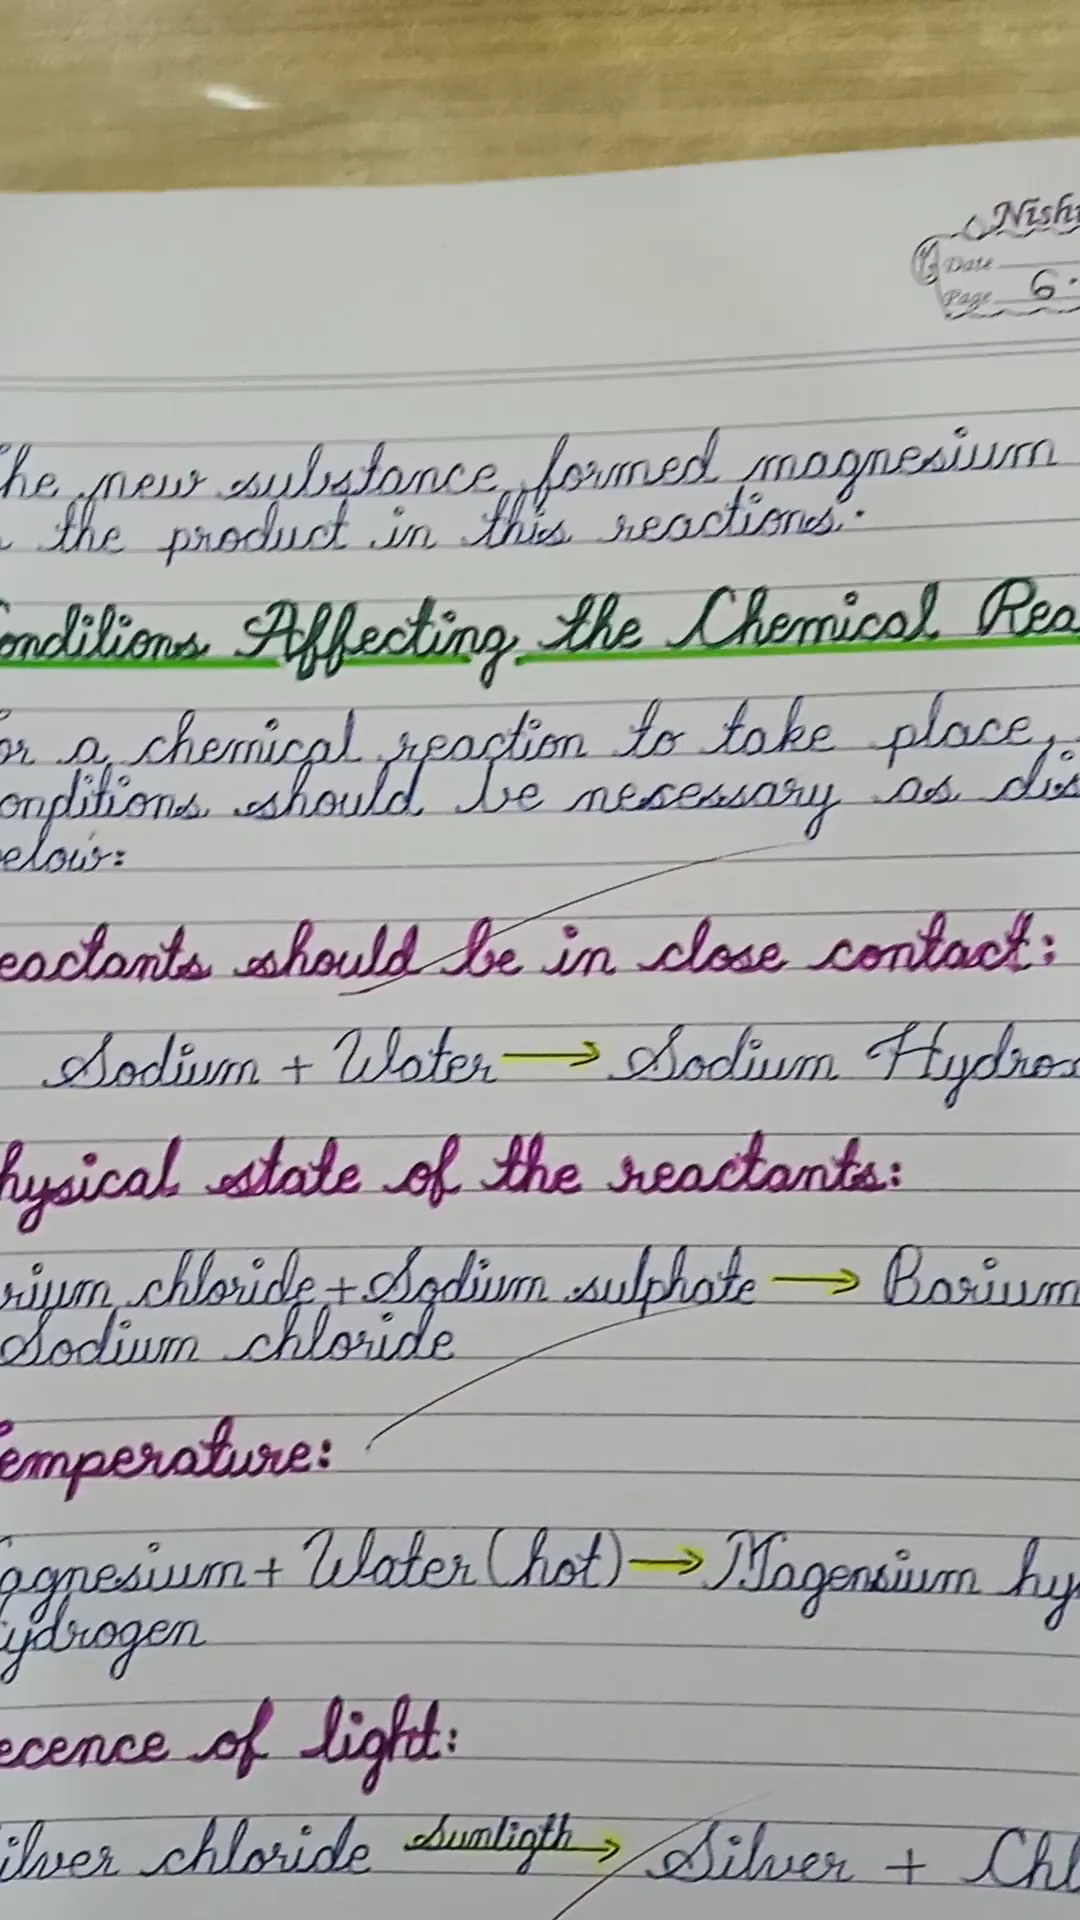 Nish
Date
Page 6.
he new substance formed magnesium
the product in this reactions.
onditions Affecting the Chemical Rea
or a chemical reaction to take place,
onditions should be necessary as dis
elow:
eactants should be in close contact:
Sodium + Water → Sodium Hydrox
hysical state of the reactants:
rium chloride + Sodium sulphate → Barium
Sodium chloride
emperature:
agnesium + Water (hot) → Magensium hy
ydrogen
ecence of light:
ilver chloride Sunligth → Silver + Chl